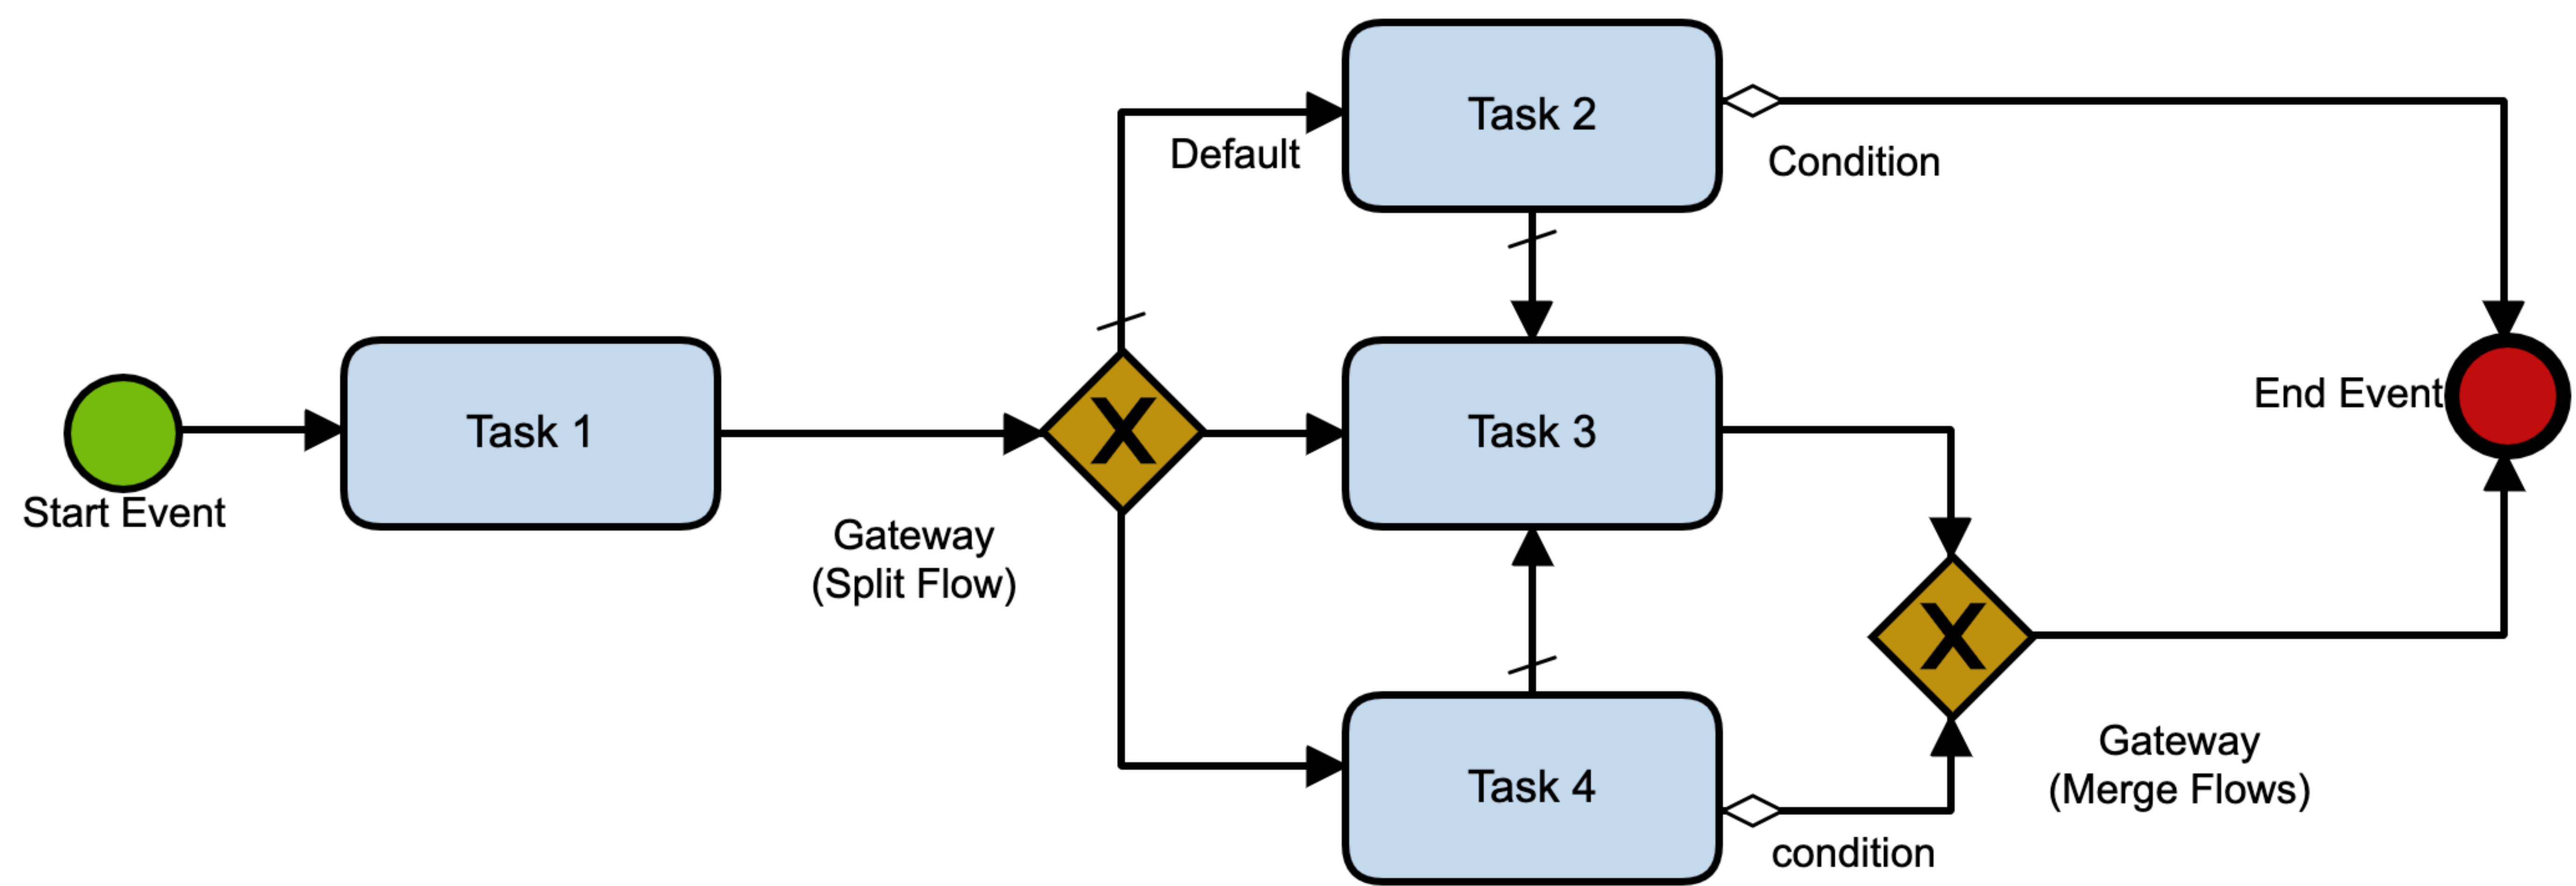 Task 2
Default
Condition
Start Event
Task 1
X
Gateway
(Split Flow)
Task 3
End Event
X
Gateway
(Merge Flows)
Task 4
condition